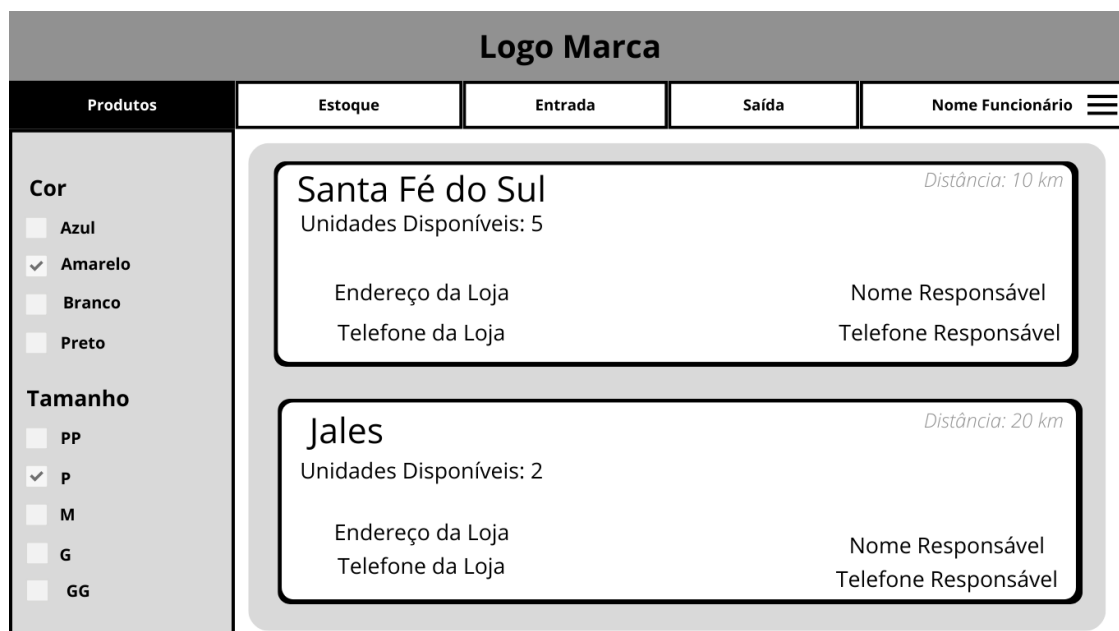 Logo Marca
Produtos
Estoque
Entrada
Saída
Nome Funcionário
Cor
Azul
Amarelo
Branco
Preto
Tamanho
PP
P
M
G
GG
Santa Fé do Sul
Distância: 10 km
Unidades Disponíveis: 5
Endereço da Loja
Nome Responsável
Telefone da Loja
Telefone Responsável
Jales
Distância: 20 km
Unidades Disponíveis: 2
Endereço da Loja
Nome Responsável
Telefone da Loja
Telefone Responsável